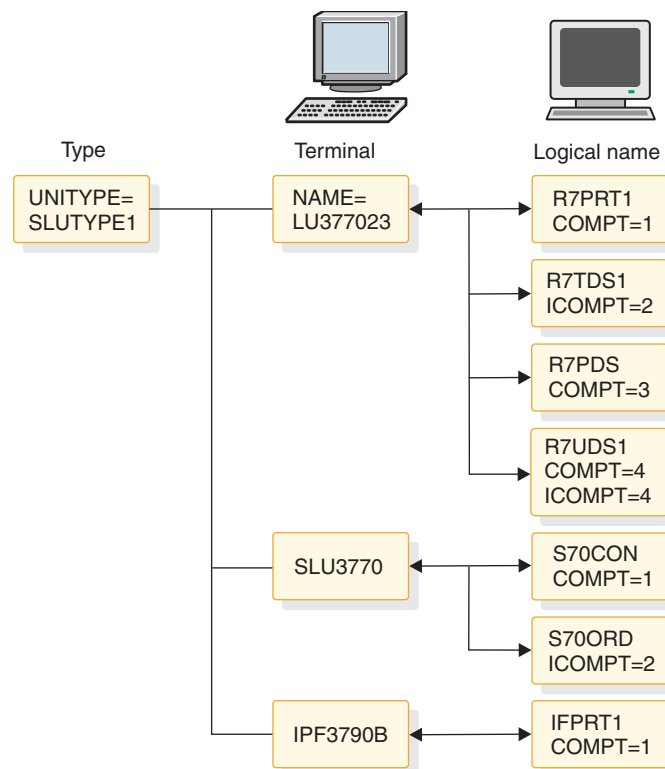 Type
Terminal
Logical name
UNITYPE=
SLUTYPE1
NAME=
LU377023
R7PRT1
COMPT=1
R7TDS1
ICOMPT=2
R7PDS
COMPT=3
R7UDS1
COMPT=4
ICOMPT=4
SLU3770
S70CON
COMPT=1
S70ORD
ICOMPT=2
IPF3790B
IFPRT1
COMPT=1